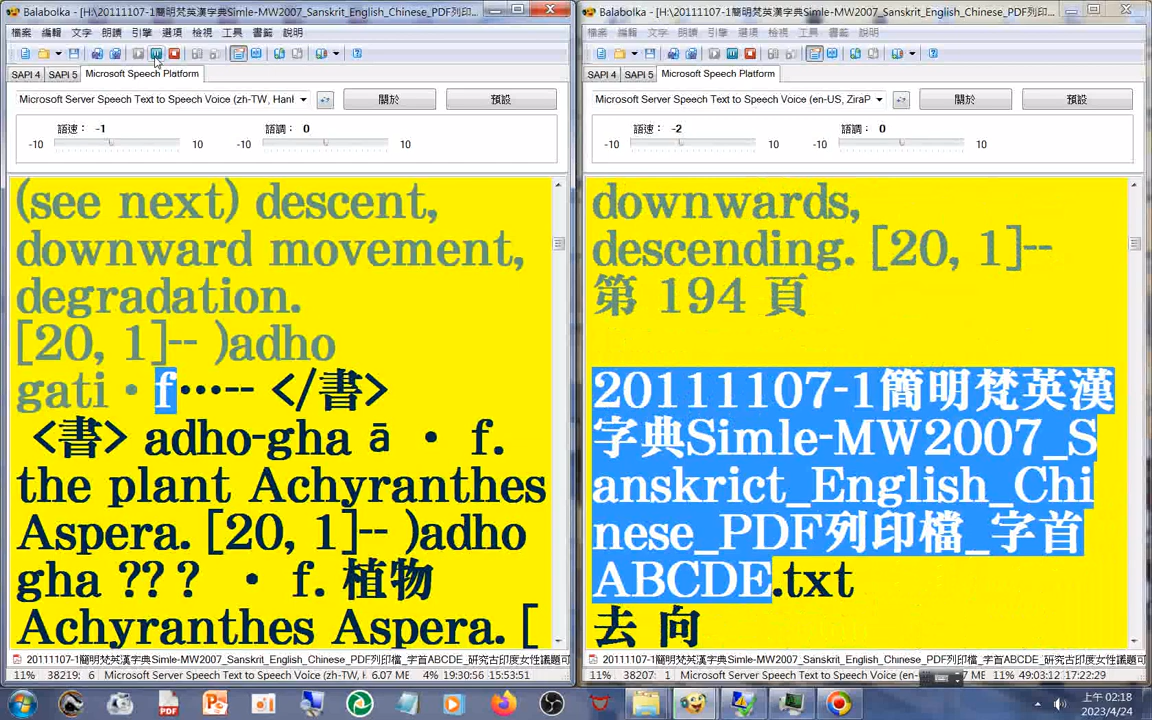 Balabolka - [H:\20111107-1簡明梵英漢字典Simle-MW2007_Sanskrit_English_Chinese_PDF列印...
檔案 編輯 文字 朗讀 引擎 選項 檢視 工具 書籤 說明
SAPI 4 SAPI 5 Microsoft Speech Platform
Microsoft Server Speech Text to Speech Voice (zh-TW, Hanl
關於
預設
語速： -1
語調： 0
-10 10 -10 10
(see next) descent,
downward movement,
degradation.
[20, 1]-- )adho
gati • f…-- </書>
<書> adho-gha ā • f.
the plant Achyranthes
Aspera. [20, 1]-- )adho
gha ??? • f. 植物
Achyranthes Aspera. [
20111107-1簡明梵英漢字典Simle-MW2007_Sanskrit_English_Chinese_PDF列印檔_字首ABCDE_研究古印度女性議題可
11% 38219: 6 Microsoft Server Speech Text to Speech Voice (zh-TW, H 6.07 ME 4% 19:30:56 15:53:51
Balabolka - [H:\20111107-1簡明梵英漢字典Simle-MW2007_Sanskrit_English_Chinese_PDF列印...
檔案 編輯 文字 朗讀 引擎 選項 檢視 工具 書籤 說明
SAPI 4 SAPI 5 Microsoft Speech Platform
Microsoft Server Speech Text to Speech Voice (en-US, ZiraP
關於
預設
語速： -2
語調： 0
-10 10 -10 10
downwards,
descending. [20, 1]--
第 194 頁
20111107-1簡明梵英漢
字典Simle-MW2007_S
anskrict_English_Chi
nese_PDF列印檔_字首
ABCDE.txt
去 向
20111107-1簡明梵英漢字典Simle-MW2007_Sanskrit_English_Chinese_PDF列印檔_字首ABCDE_研究古印度女性議題可
11% 38207: 1 Microsoft Server Speech Text to Speech Voice ME 11% 49:03:12 17:22:29
上午 02:18
2023/4/24